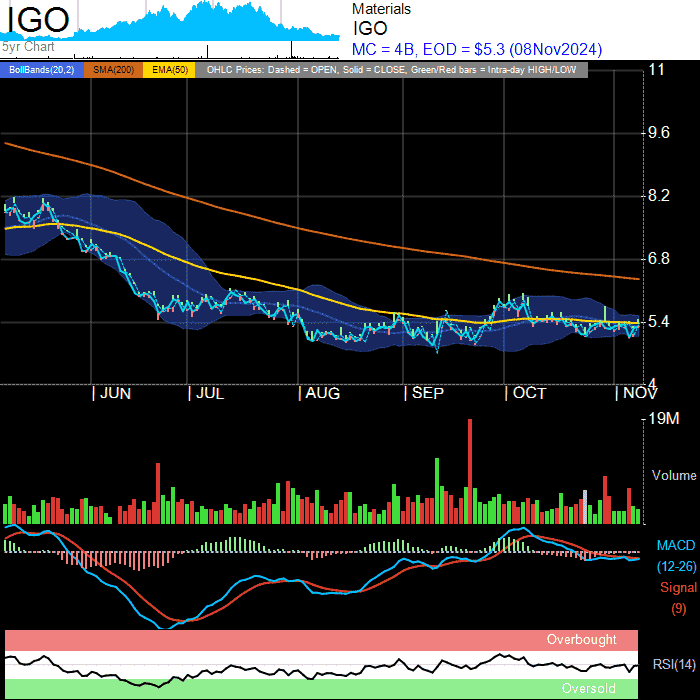 IGO
5yr Chart
Materials
IGO
MC = 4B, EOD = $5.3 (08Nov2024)
BollBands(20,2) SMA(200) EMA(50) OHLC Prices: Dashed = OPEN, Solid = CLOSE, Green/Red bars = Intra-day HIGH/LOW
11
9.6
8.2
6.8
5.4
4
| JUN | JUL | AUG | SEP | OCT | NOV
19M
Volume
MACD
(12-26)
Signal
(9)
Overbought
RSI(14)
Oversold